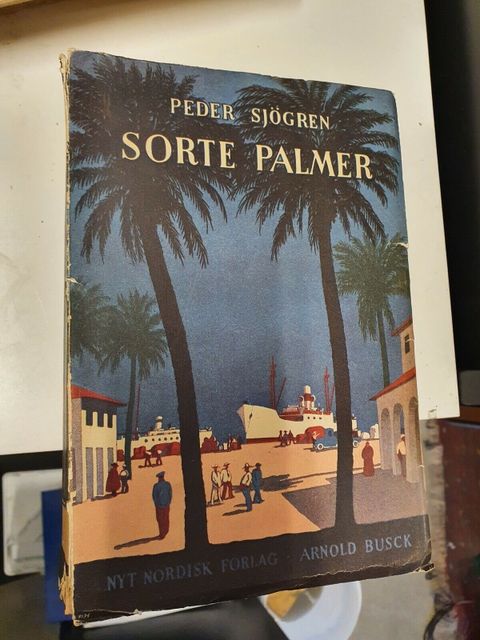 PEDER SJÖGREN
SORTE PALMER
NYT NORDISK FORLAG · ARNOLD BUSCK